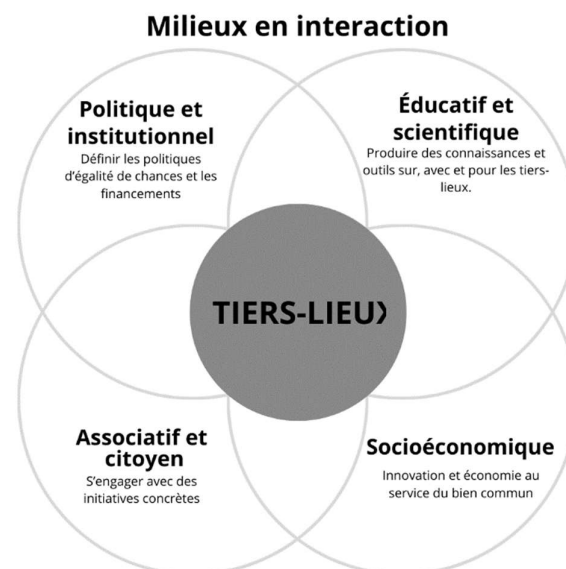 Milieux en interaction
Politique et
institutionnel
Définir les politiques
d'égalité de chances et les
financements
Éducatif et
scientifique
Produire des connaissances et
outils sur, avec et pour les tiers-
lieux.
TIERS-LIEUX
Associatif et
citoyen
S'engager avec des
initiatives concrètes
Socioéconomique
Innovation et économie au
service du bien commun